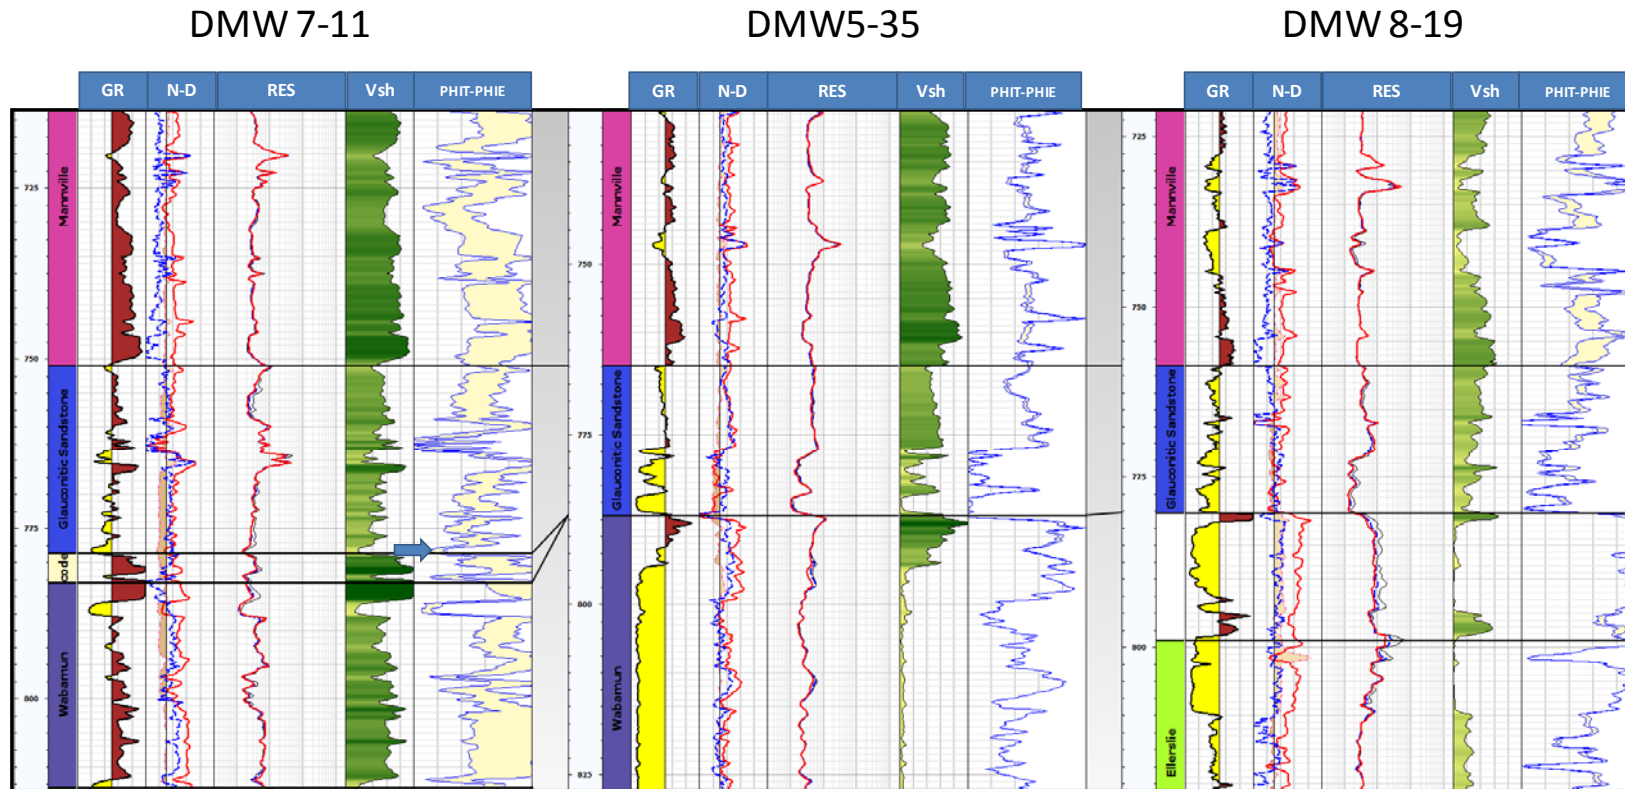 DMW 7-11 DMW5-35 DMW 8-19
GR N-D RES Vsh PHIT-PHIE GR N-D RES Vsh PHIT-PHIE GR N-D RES Vsh PHIT-PHIE
Mannville
725
750
Glauconitic Sandstone
775
code
Wabamun
800
Mannville
750
Glauconitic Sandstone
775
Wabamun
800
825
Mannville
725
750
Glauconitic Sandstone
775
800
Ellerslie